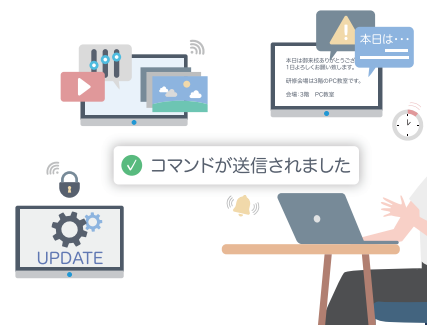 本日は･･･
本日は御来校ありがとうござ
1日よろしくお願い致します。
研修会場は3階のPC教室です。
会場：3階　PC教室
コマンドが送信されました
UPDATE